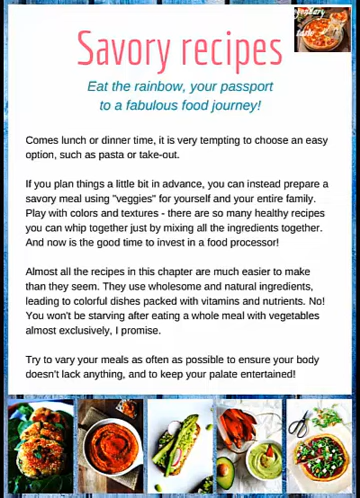 Savory recipes
Eat the rainbow, your passport
to a fabulous food journey!
Comes lunch or dinner time, it is very tempting to choose an easy
option, such as pasta or take-out.
If you plan things a little bit in advance, you can instead prepare a
savory meal using "veggies" for yourself and your entire family.
Play with colors and textures - there are so many healthy recipes
you can whip together just by mixing all the ingredients together.
And now is the good time to invest in a food processor!
Almost all the recipes in this chapter are much easier to make
than they seem. They use wholesome and natural ingredients,
leading to colorful dishes packed with vitamins and nutrients. No!
You won't be starving after eating a whole meal with vegetables
almost exclusively, I promise.
Try to vary your meals as often as possible to ensure your body
doesn't lack anything, and to keep your palate entertained!